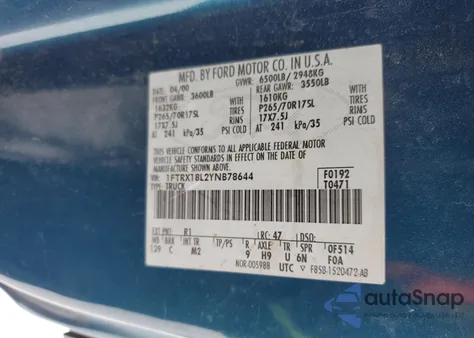 MFD. BY FORD MOTOR CO. IN U.S.A.
DATE: 04/00 GVWR: 6500LB/ 2948KG
FRONT GAWR: 3600LB REAR GAWR: 3550LB
1632KG WITH 1610KG WITH
P265/70R17SL TIRES P265/70R17SL TIRES
17X7.5J RIMS 17X7.5J RIMS
AT 241 kPa/35 PSI COLD AT 241 kPa/35 PSI COLD
THIS VEHICLE CONFORMS TO ALL APPLICABLE FEDERAL MOTOR
VEHICLE SAFETY STANDARDS IN EFFECT ON THE DATE OF MANUFACTURE
SHOWN ABOVE.
VIN: 1FTRX18L2YNB78644 F0192
TYPE: TRUCK T0471
EXT PNT: R1 RC: 47 DSO:
WB BRK INT TR TP/PS R AXLE TR SPR 0F514
139 C M2 9 H9 U 6N F0A
UTC
F85B-1520472-AB
autoSnap
AUTOMOTIVE DATA